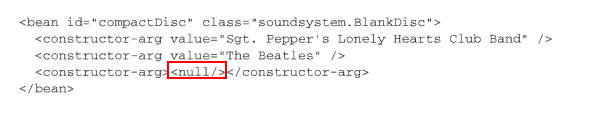 <bean id="compactDisc" class="soundsystem.BlankDisc">
<constructor-arg value="Sgt. Pepper's Lonely Hearts Club Band" />
<constructor-arg value="The Beatles" />
<constructor-arg><null/></constructor-arg>
</bean>